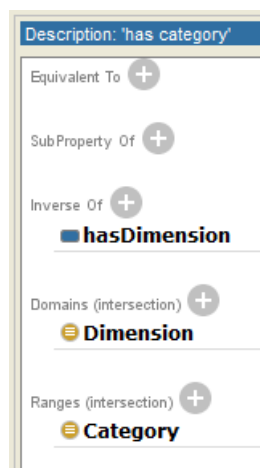 Description: 'has category'
Equivalent To
SubProperty Of
Inverse Of
hasDimension
Domains (intersection)
Dimension
Ranges (intersection)
Category